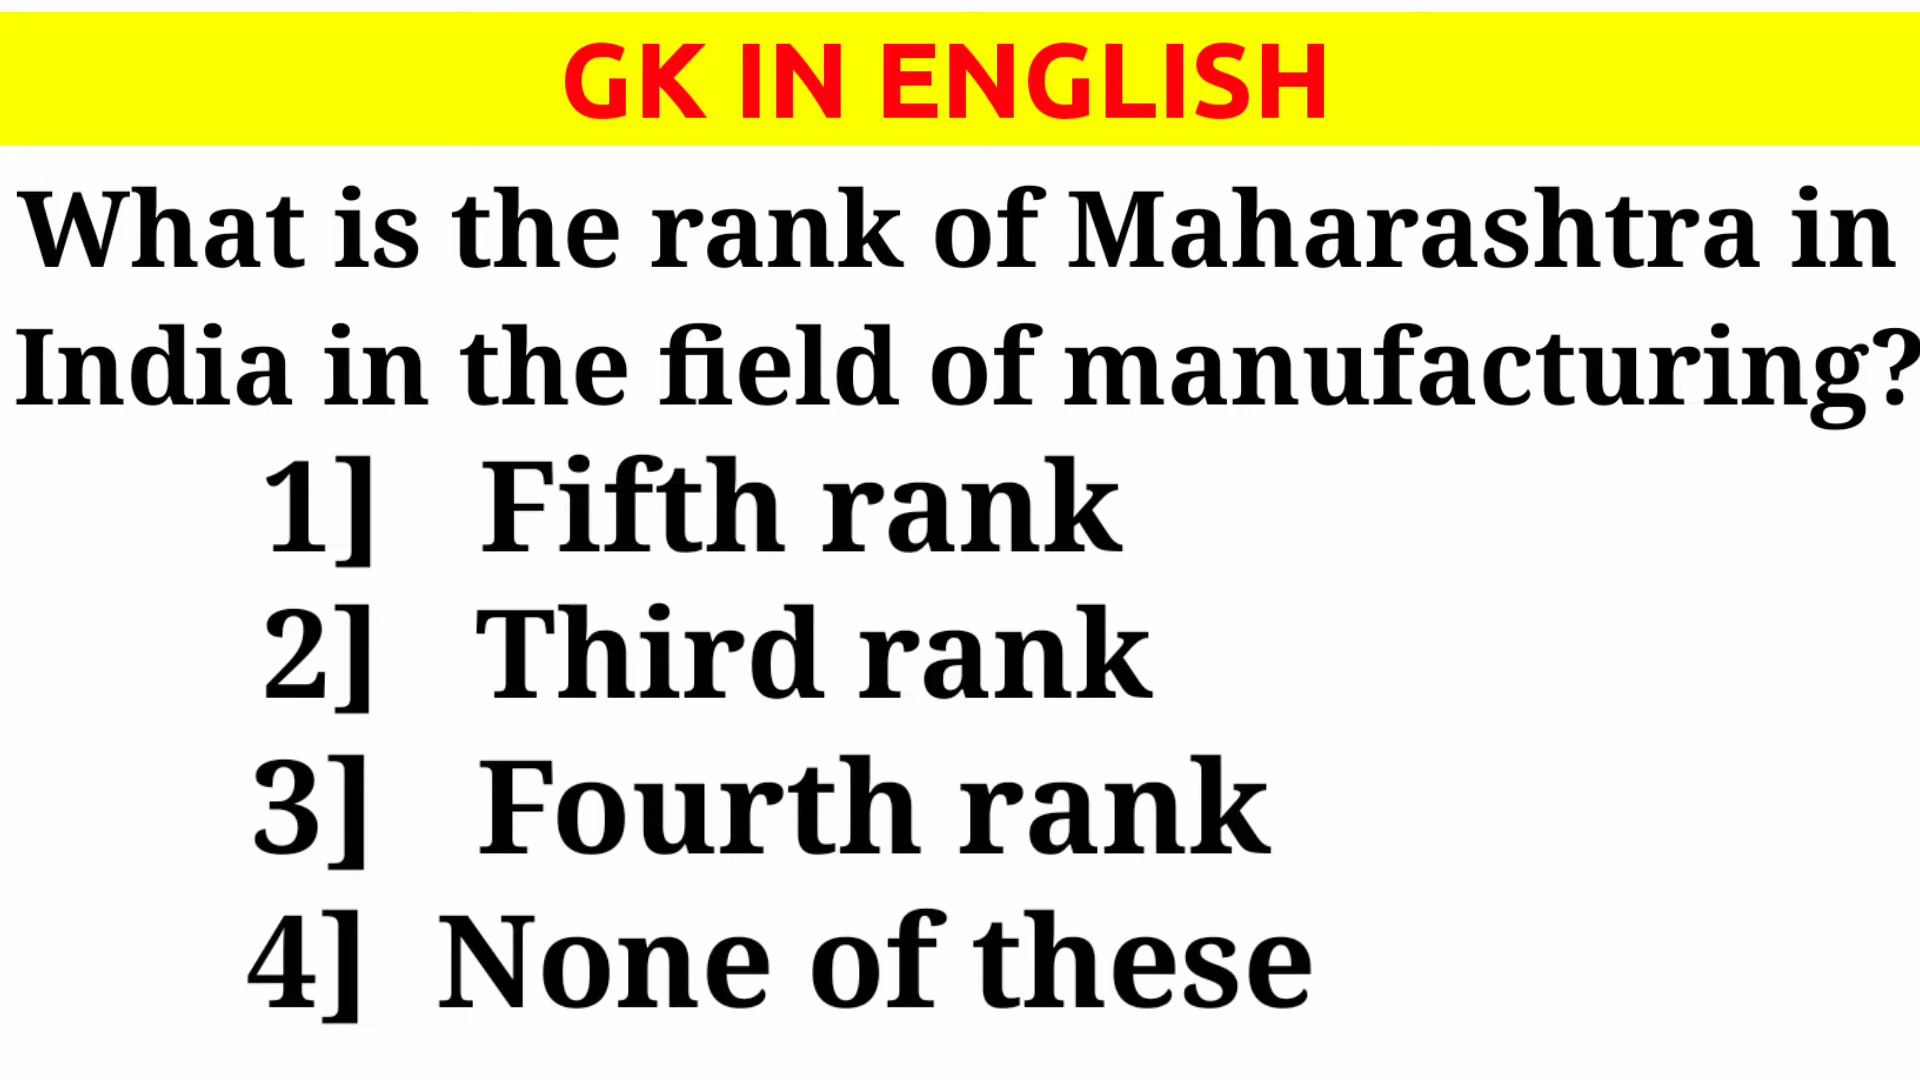 GK IN ENGLISH
What is the rank of Maharashtra in
India in the field of manufacturing?
1] Fifth rank
2] Third rank
3] Fourth rank
4] None of these